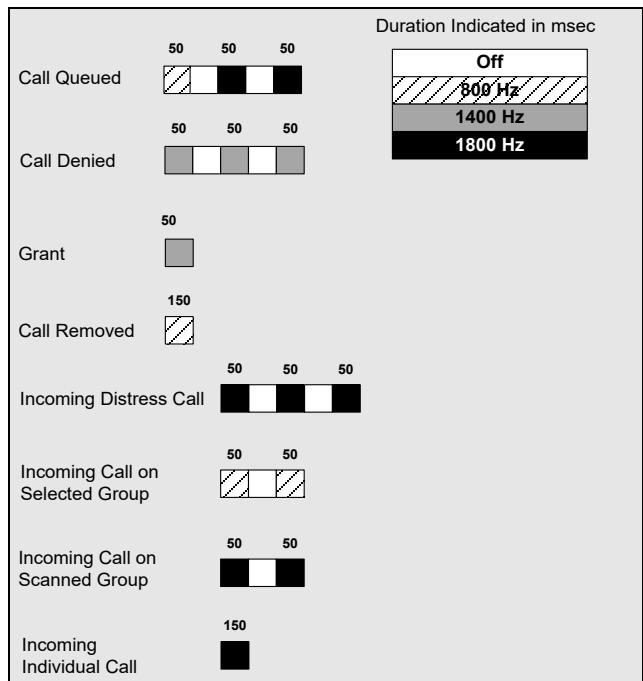 Duration Indicated in msec
Off
800 Hz
1400 Hz
1800 Hz
50 50 50
Call Queued
50 50 50
Call Denied
50
Grant
150
Call Removed
50 50 50
Incoming Distress Call
50 50
Incoming Call on
Selected Group
50 50
Incoming Call on
Scanned Group
150
Incoming
Individual Call